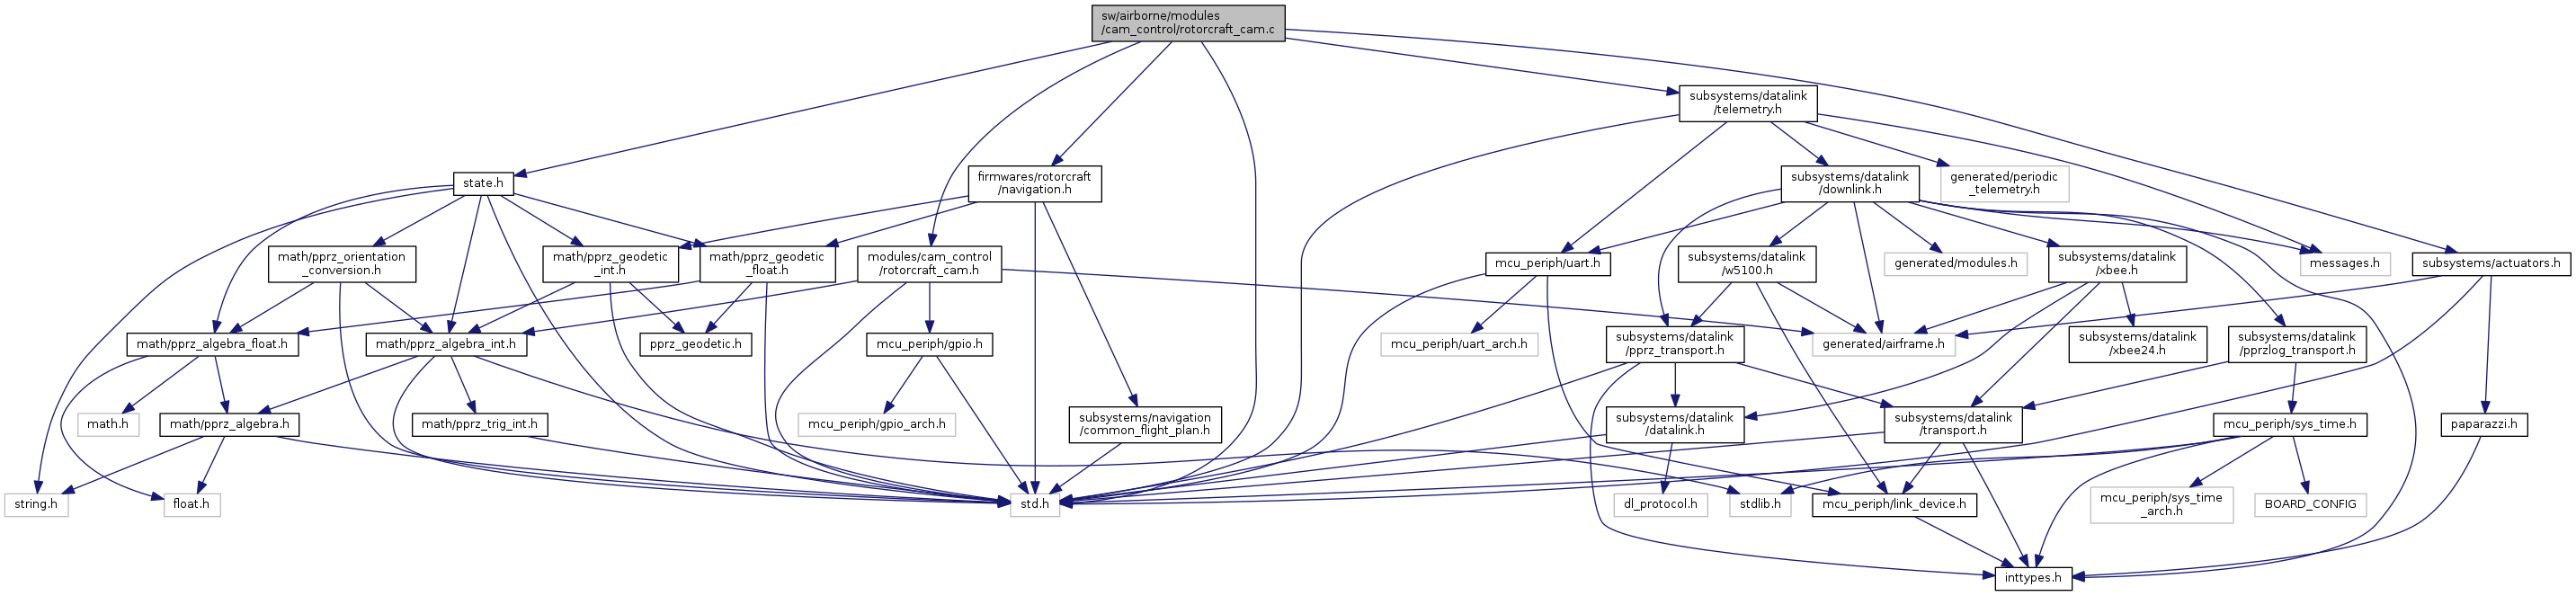 sw/airborne/modules
/cam_control/rotorcraft_cam.c
subsystems/datalink
/telemetry.h
state.h
firmwares/rotorcraft
/navigation.h
subsystems/datalink
/downlink.h
generated/periodic
_telemetry.h
math/pprz_orientation
_conversion.h
math/pprz_geodetic
_int.h
math/pprz_geodetic
_float.h
modules/cam_control
/rotorcraft_cam.h
mcu_periph/uart.h
subsystems/datalink
/w5100.h
generated/modules.h
subsystems/datalink
/xbee.h
messages.h
subsystems/actuators.h
math/pprz_algebra_float.h
math/pprz_algebra_int.h
pprz_geodetic.h
mcu_periph/gpio.h
mcu_periph/uart_arch.h
subsystems/datalink
/pprz_transport.h
generated/airframe.h
subsystems/datalink
/xbee24.h
subsystems/datalink
/pprzlog_transport.h
math.h
math/pprz_algebra.h
math/pprz_trig_int.h
mcu_periph/gpio_arch.h
subsystems/navigation
/common_flight_plan.h
subsystems/datalink
/datalink.h
subsystems/datalink
/transport.h
mcu_periph/sys_time.h
paparazzi.h
string.h
float.h
std.h
dl_protocol.h
stdlib.h
mcu_periph/link_device.h
mcu_periph/sys_time
_arch.h
BOARD_CONFIG
inttypes.h